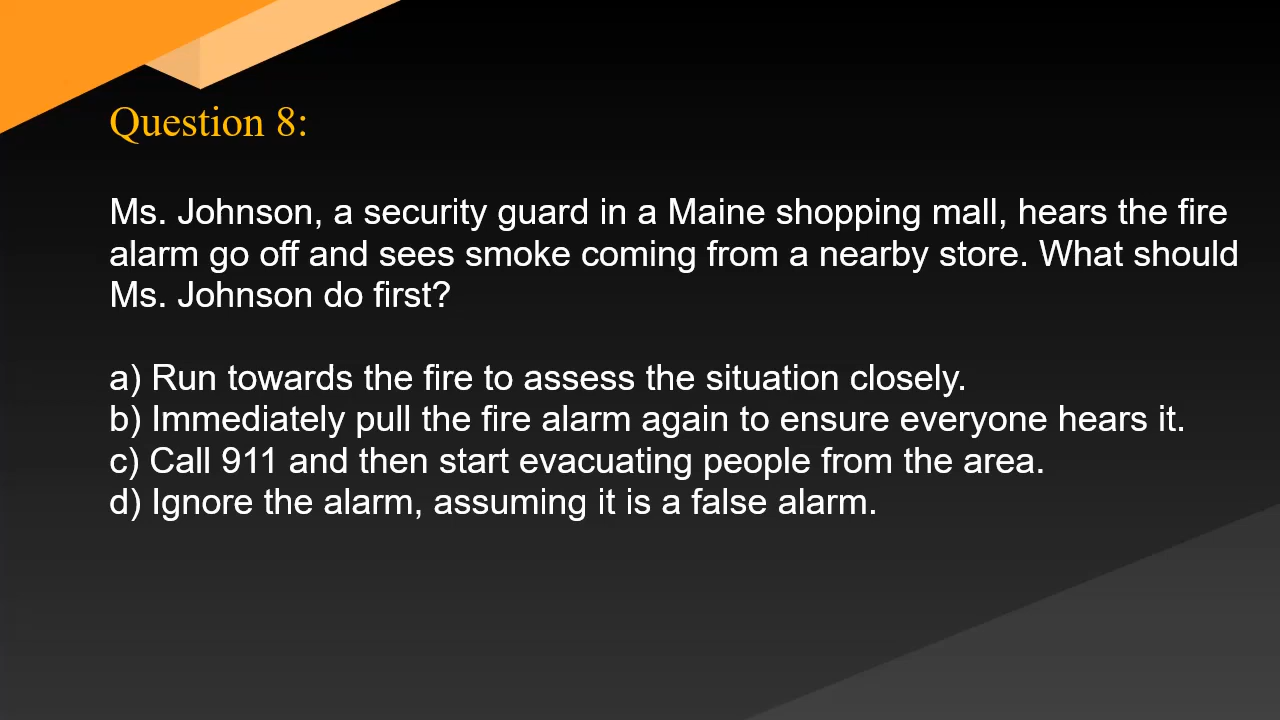 Question 8:
Ms. Johnson, a security guard in a Maine shopping mall, hears the fire
alarm go off and sees smoke coming from a nearby store. What should
Ms. Johnson do first?
a) Run towards the fire to assess the situation closely.
b) Immediately pull the fire alarm again to ensure everyone hears it.
c) Call 911 and then start evacuating people from the area.
d) Ignore the alarm, assuming it is a false alarm.